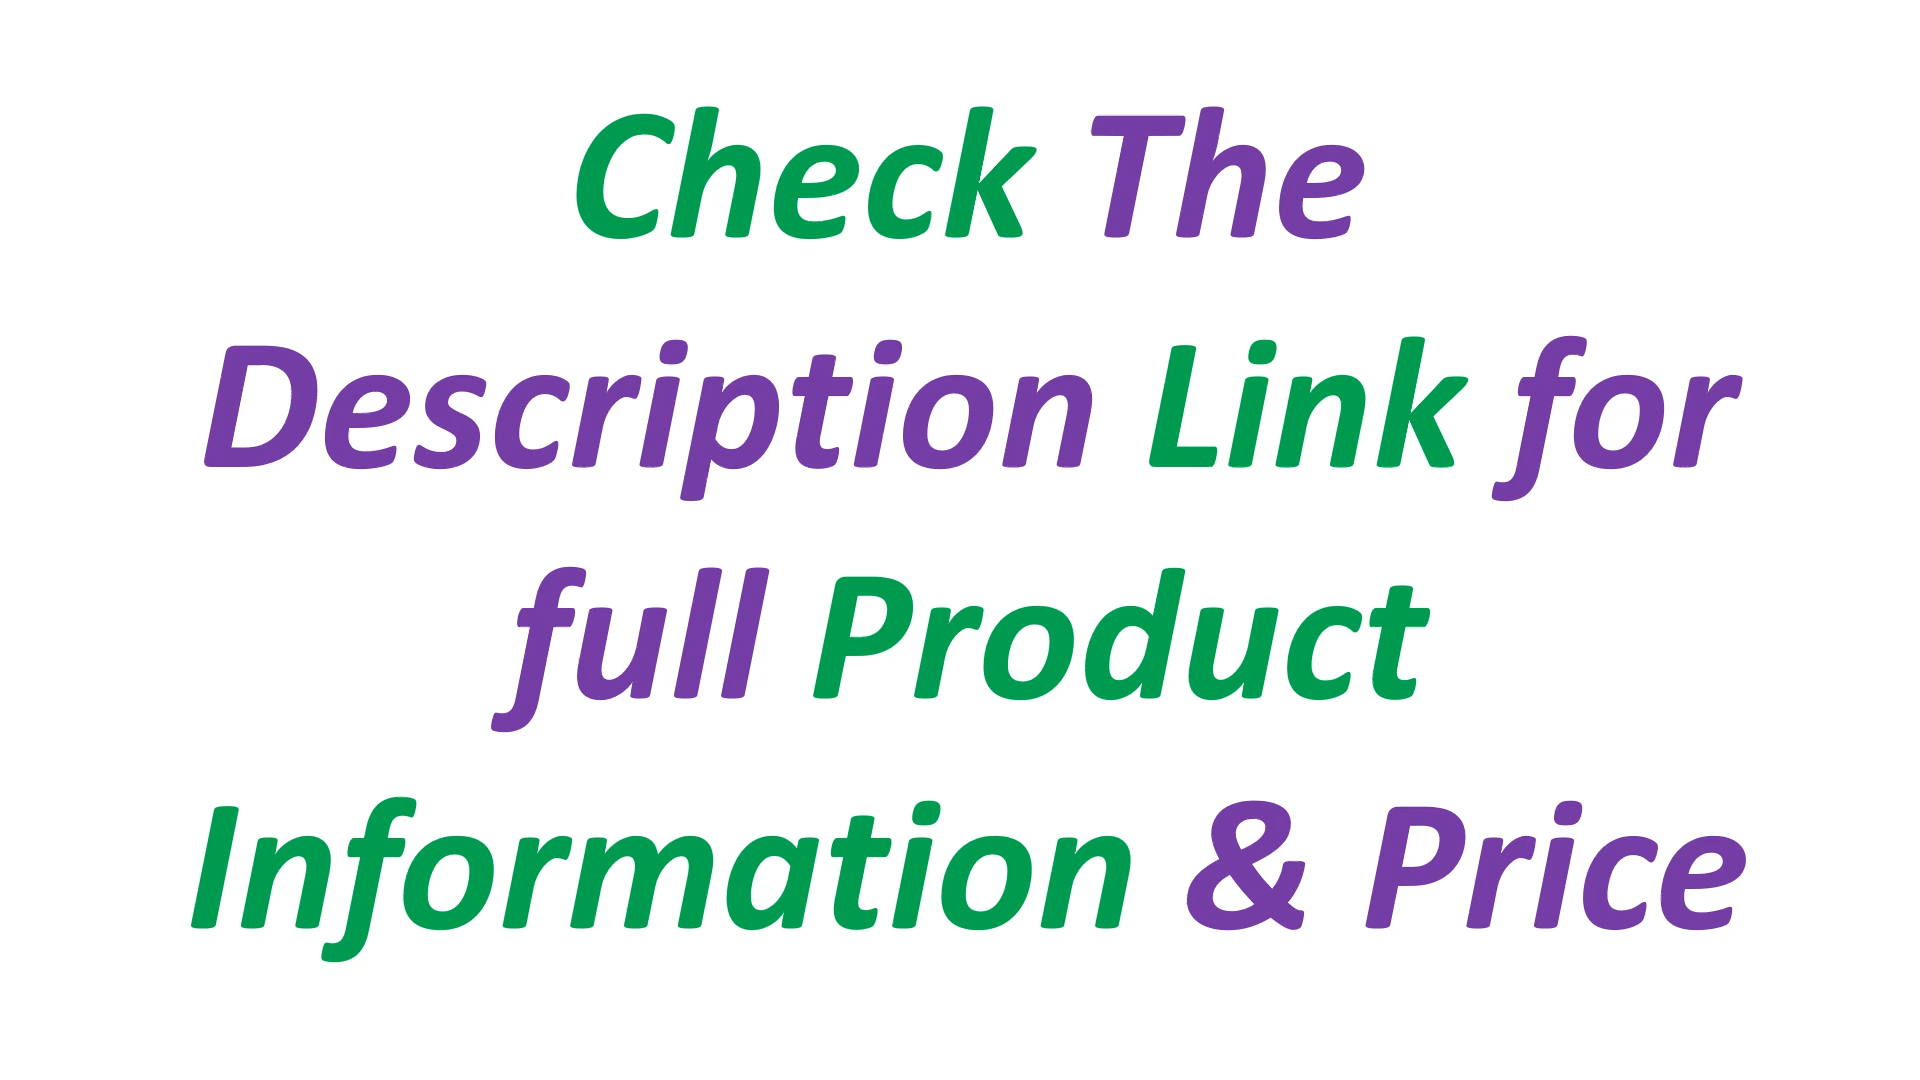 Check The
Description Link for
full Product
Information & Price